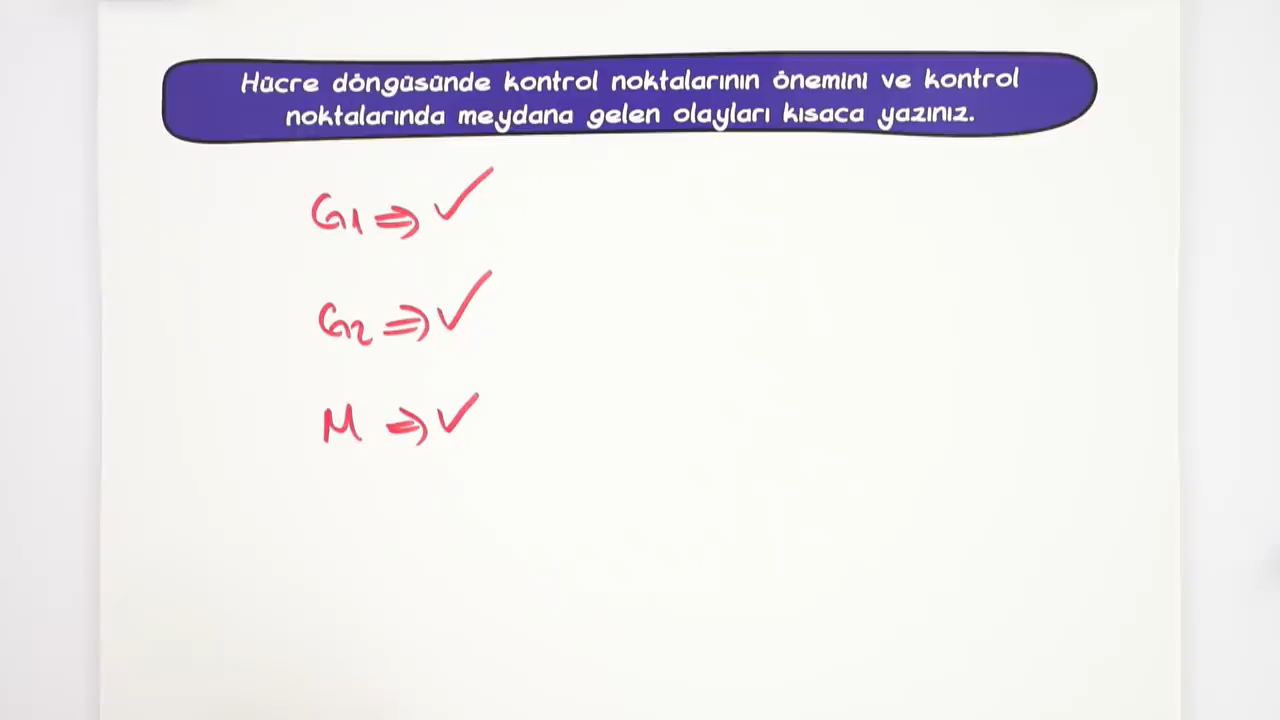 Hücre döngüsünde kontrol noktalarının önemini ve kontrol
noktalarında meydana gelen olayları kısaca yazınız.
G1 ⇒ ✓
G2 ⇒ ✓
M ⇒ ✓